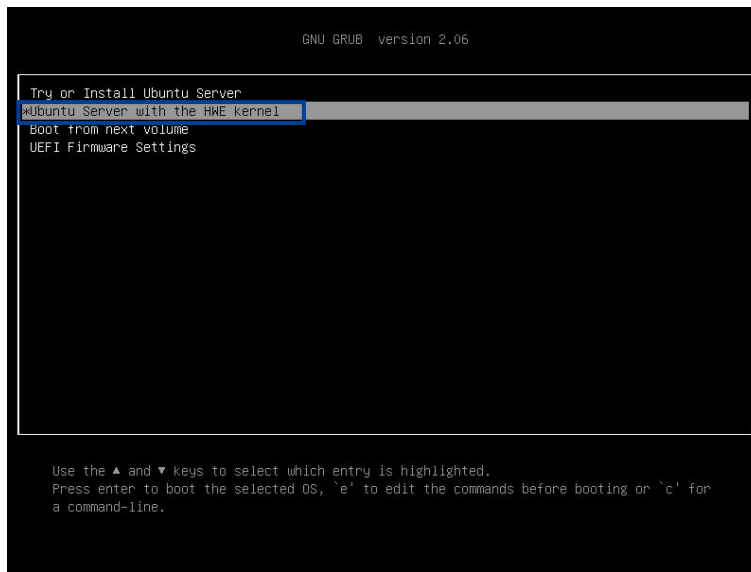 GNU GRUB version 2.06
Try or Install Ubuntu Server
*Ubuntu Server with the HWE kernel
Boot from next volume
UEFI Firmware Settings
Use the ▲ and ▼ keys to select which entry is highlighted.
Press enter to boot the selected OS, `e' to edit the commands before booting or `c' for
a command-line.